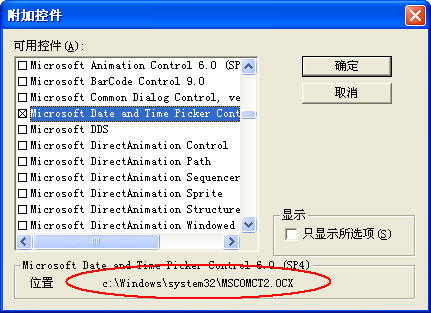 附加控件
可用控件(A):
Microsoft Animation Control 6.0 (SP
Microsoft BarCode Control 9.0
Microsoft Common Dialog Control, ve
Microsoft Date and Time Picker Cont
Microsoft DDS
Microsoft DirectAnimation Control
Microsoft DirectAnimation Path
Microsoft DirectAnimation Sequencer
Microsoft DirectAnimation Sprite
Microsoft DirectAnimation Structure
Microsoft DirectAnimation Windowed
确定
取消
显示
只显示所选项(S)
Microsoft Date and Time Picker Control 6.0 (SP4)
位置 c:\Windows\system32\MSCOMCT2.OCX